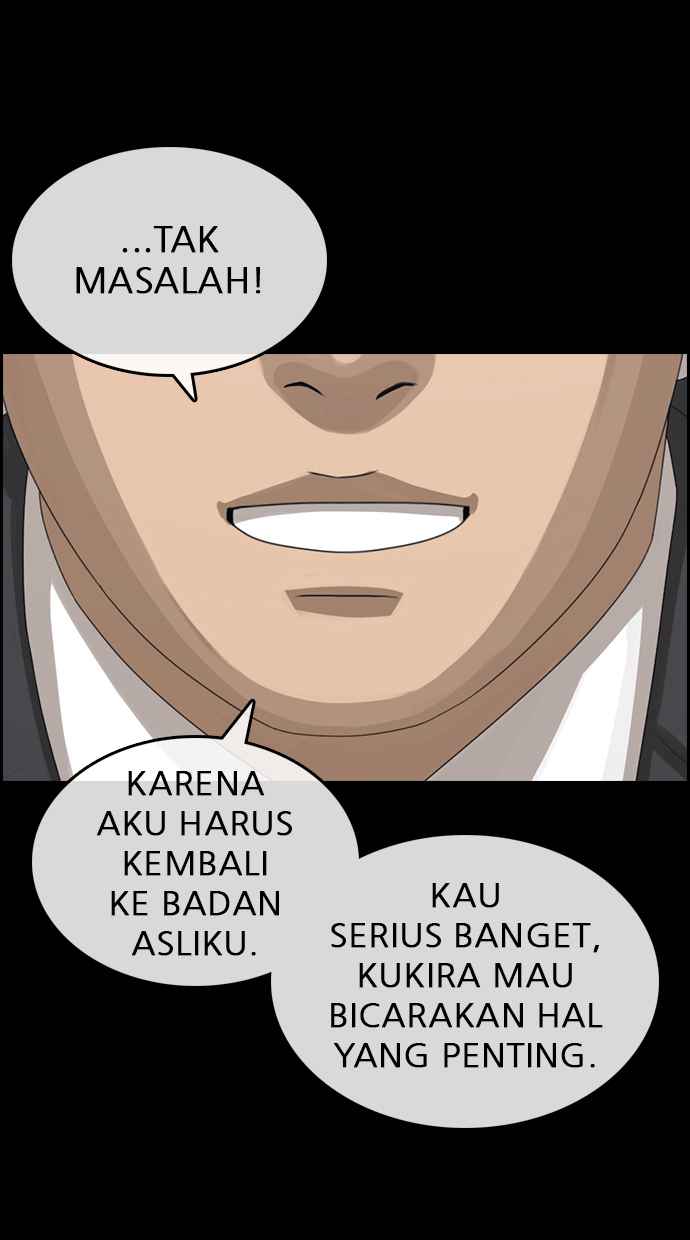 ...TAK
MASALAH!
KARENA
AKU HARUS
KEMBALI
KE BADAN
ASLIKU.
KAU
SERIUS BANGET,
KUKIRA MAU
BICARAKAN HAL
YANG PENTING.